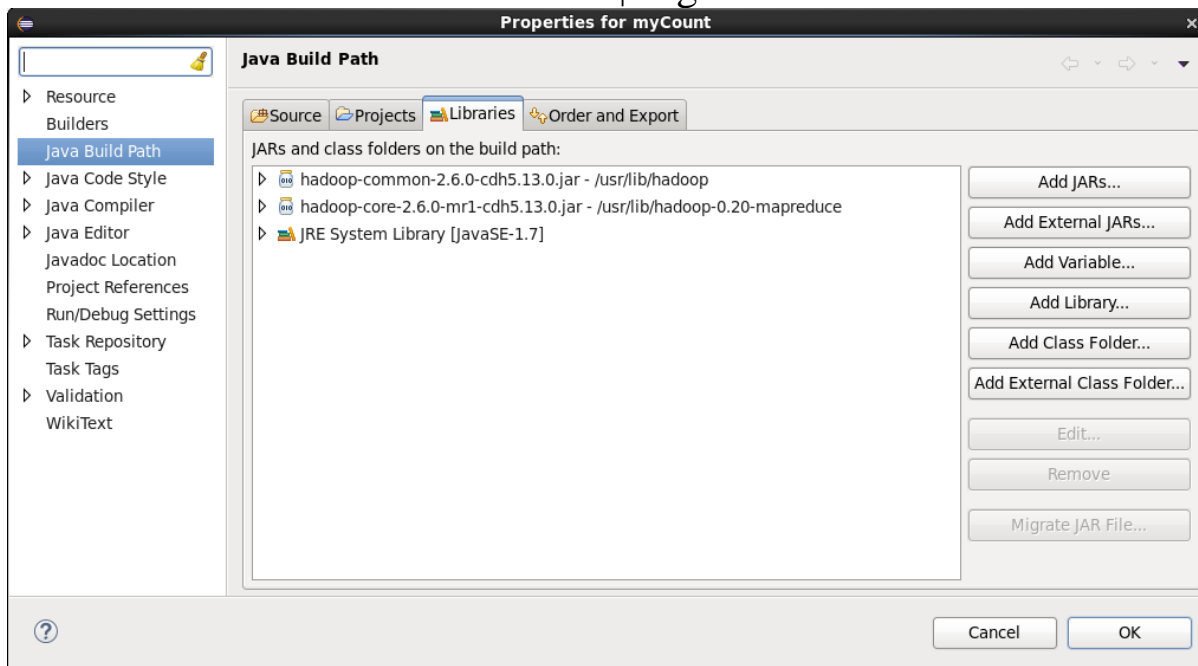 Properties for myCount
Java Build Path
Resource
Builders
Java Build Path
Java Code Style
Java Compiler
Java Editor
Javadoc Location
Project References
Run/Debug Settings
Task Repository
Task Tags
Validation
WikiText
Source Projects Libraries Order and Export
JARs and class folders on the build path:
hadoop-common-2.6.0-cdh5.13.0.jar - /usr/lib/hadoop
hadoop-core-2.6.0-mr1-cdh5.13.0.jar - /usr/lib/hadoop-0.20-mapreduce
JRE System Library [JavaSE-1.7]
Add JARs...
Add External JARs...
Add Variable...
Add Library...
Add Class Folder...
Add External Class Folder...
Edit...
Remove
Migrate JAR File...
Cancel OK